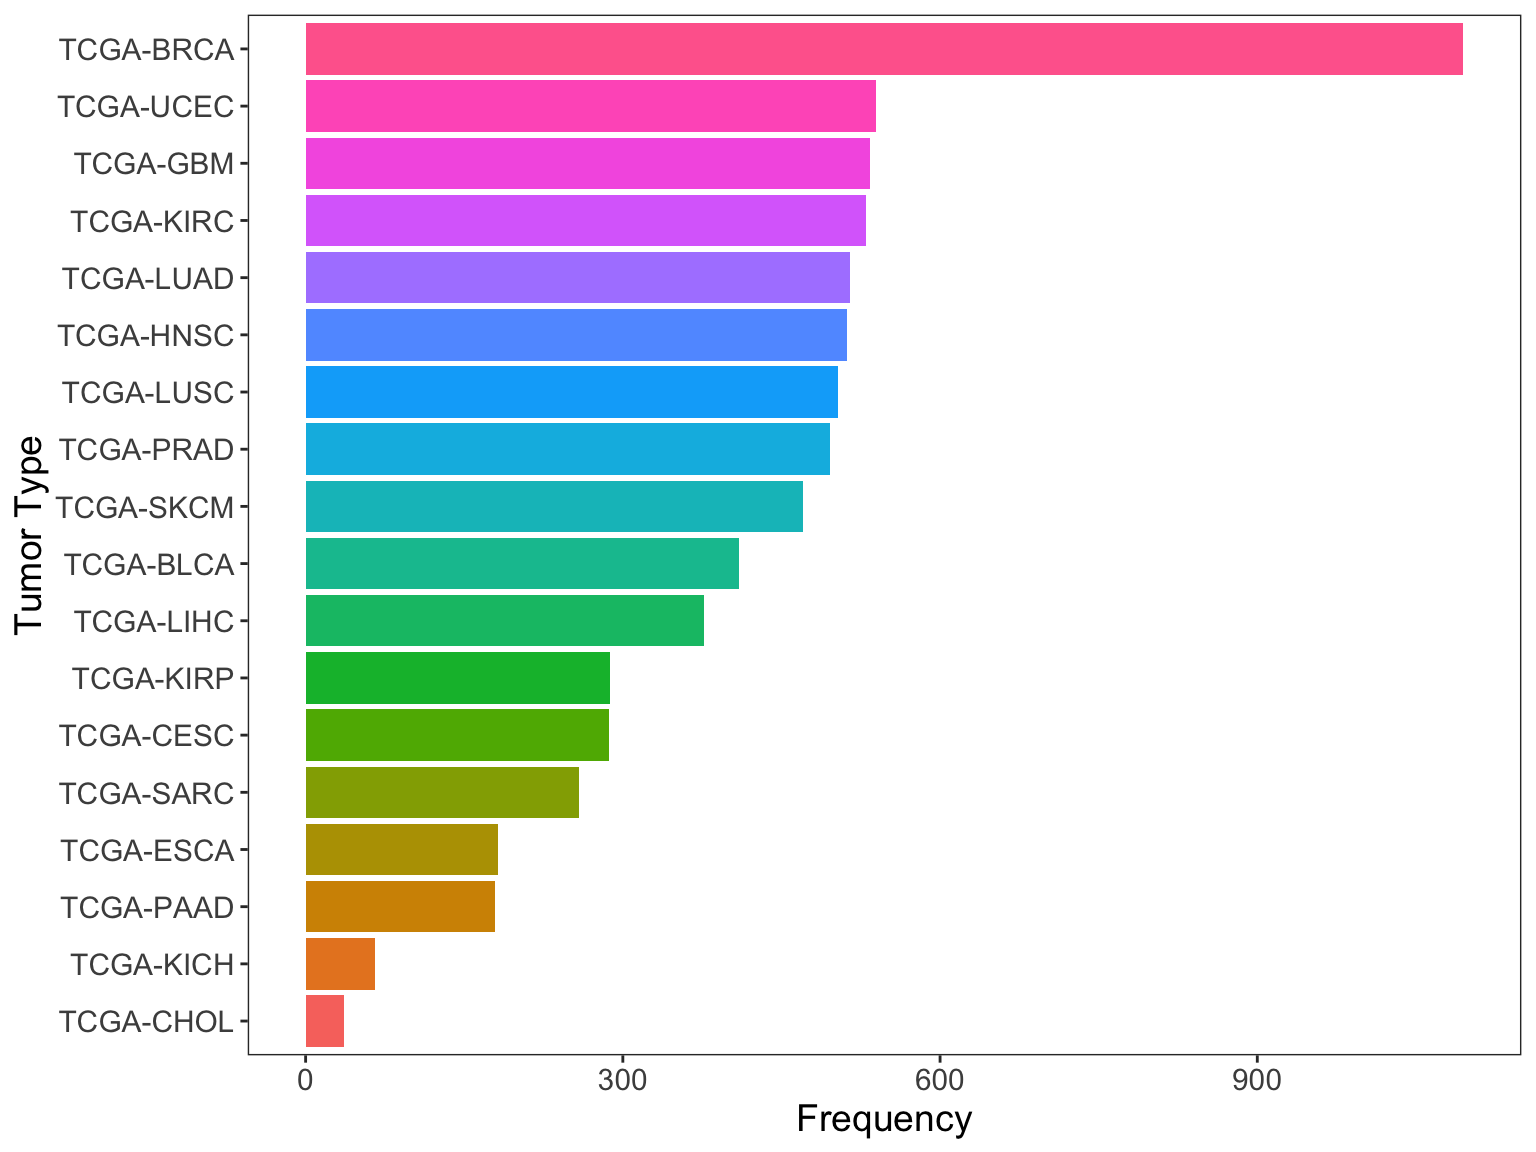 TCGA-BRCA
TCGA-UCEC
TCGA-GBM
TCGA-KIRC
TCGA-LUAD
TCGA-HNSC
TCGA-LUSC
TCGA-PRAD
TCGA-SKCM
TCGA-BLCA
TCGA-LIHC
TCGA-KIRP
TCGA-CESC
TCGA-SARC
TCGA-ESCA
TCGA-PAAD
TCGA-KICH
TCGA-CHOL
Tumor Type
0 300 600 900
Frequency